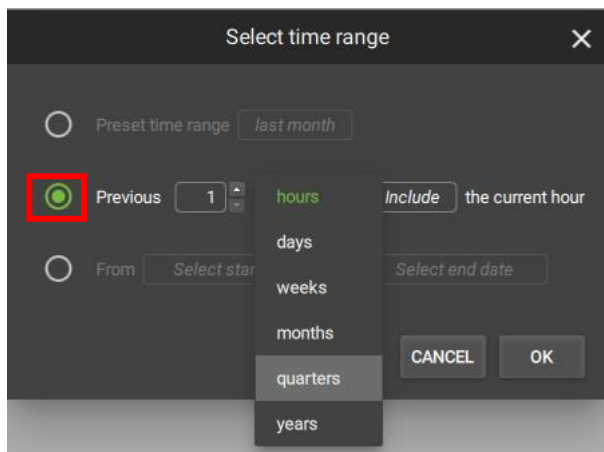 Select time range
Preset time range last month
Previous 1 hours Include the current hour
days
From Select star Select end date
weeks
months
CANCEL OK
quarters
years